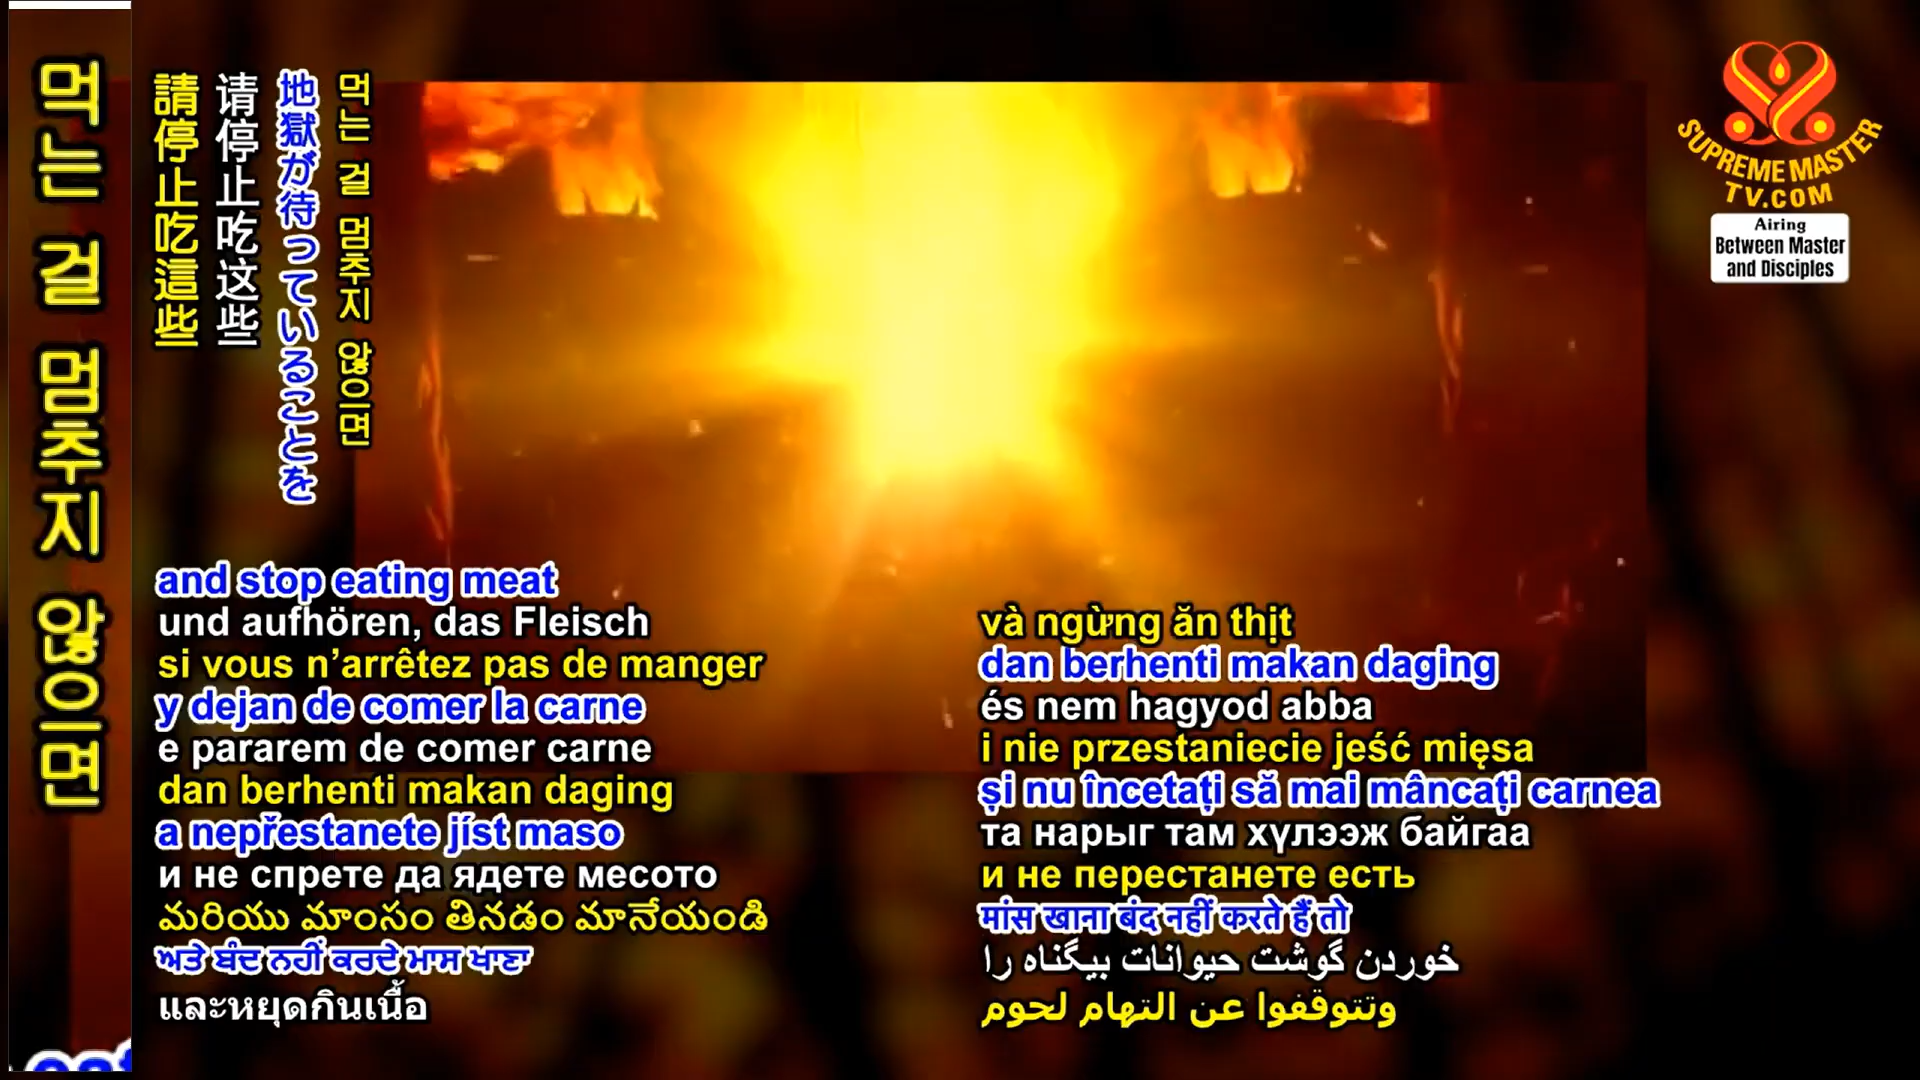 먹는 걸 멈추지 않으면
請停止吃這些
请停止吃这些
地獄が待っていることを
먹는 걸 멈추지 않으면
SUPREME MASTER
TV.COM
Airing
Between Master
and Disciples
and stop eating meat
und aufhören, das Fleisch
si vous n’arrêtez pas de manger
y dejan de comer la carne
e pararem de comer carne
dan berhenti makan daging
a nepřestanete jíst maso
и не спрете да ядете месото
మరియు మాంసం తినడం మానేయండి
ਅਤੇ ਬੰਦ ਨਹੀਂ ਕਰਦੇ ਮਾਸ ਖਾਣਾ
และหยุดกินเนื้อ
và ngừng ăn thịt
dan berhenti makan daging
és nem hagyod abba
i nie przestaniecie jeść mięsa
și nu încetați să mai mâncați carnea
та нарыг там хүлээж байгаа
и не перестанете есть
मांस खाना बंद नहीं करते हैं तो
خوردن گوشت حیوانات بیگناه را
وتتوقفوا عن التهام لحوم